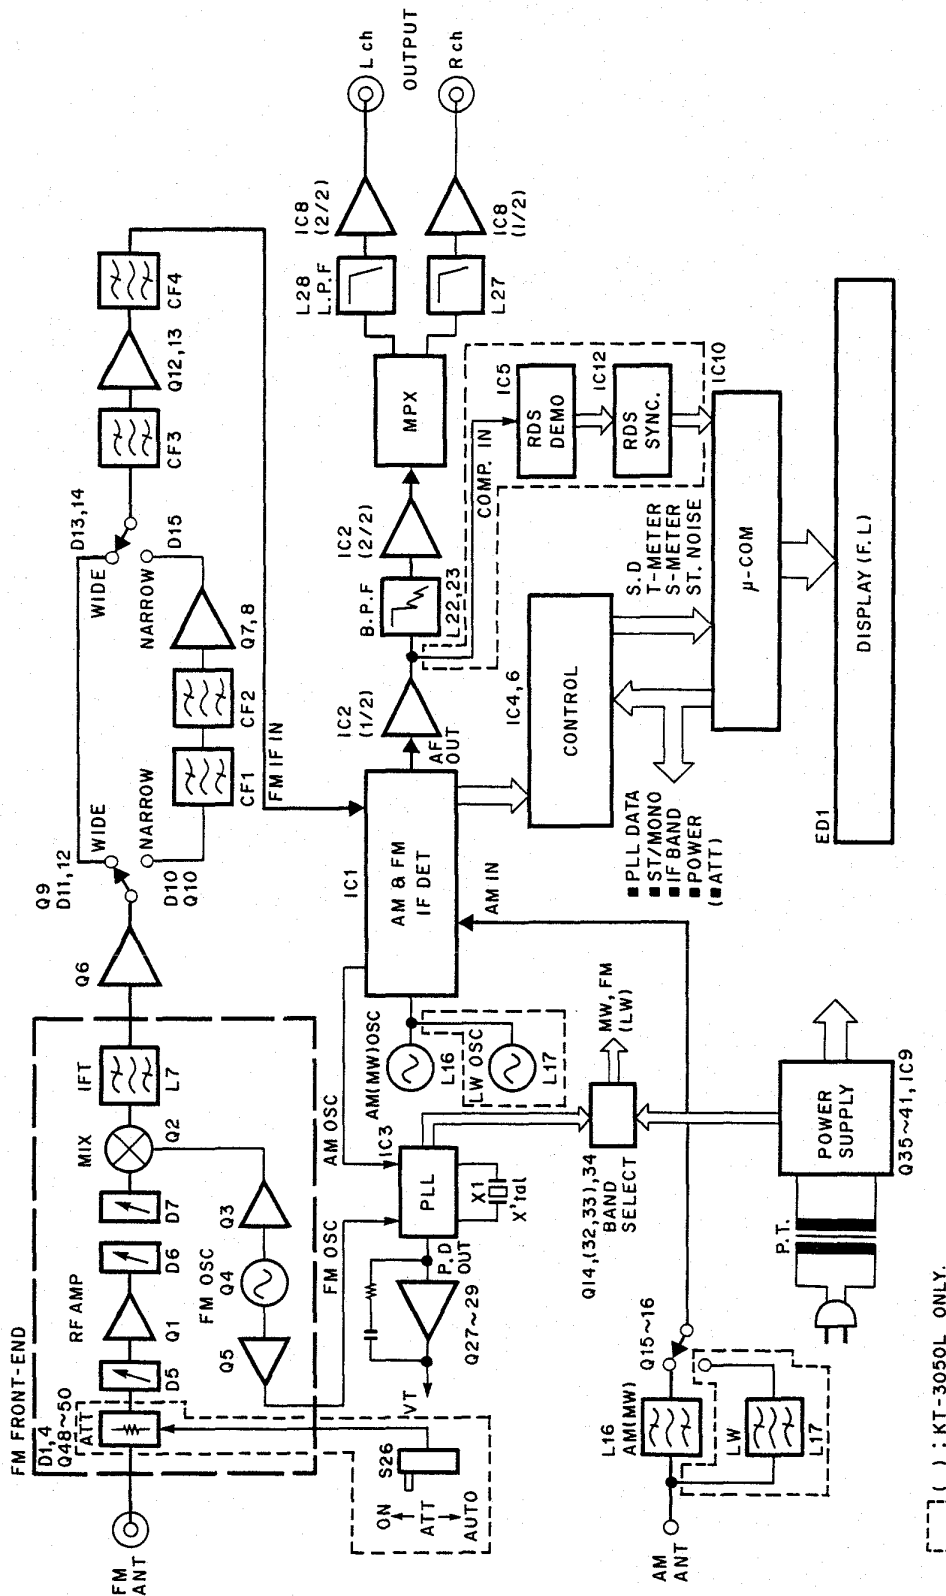 FM FRONT-END
FM
ANT
D1,4
Q48~50
ATT
D5
RF AMP
Q1
D6
D7
MIX
Q2
IFT
L7
Q5
FM OSC
Q4
Q3
Q6
Q9
D11,12
WIDE
NARROW
D10
Q10
CF1
CF2
Q7,8
WIDE
NARROW
D13,14
D15
CF3
Q12,13
CF4
FM IF IN
S26
ON
ATT
AUTO
VT
Q27~29
P.D
OUT
FM OSC
AM OSC
IC3
PLL
X1
X'tal
AM(MW)OSC
L16
LW OSC
L17
IC1
AM & FM
IF DET
AF
OUT
AM IN
IC2
(1/2)
B.P.F
L22,23
IC2
(2/2)
MPX
L28
L.P.F
L27
IC8
(2/2)
IC8
(1/2)
L ch
OUTPUT
R ch
COMP. IN
IC5
RDS
DEMO
IC12
RDS
SYNC.
IC10
IC4,6
CONTROL
S.D
T-METER
S-METER
ST. NOISE
μ-COM
■ PLL DATA
■ ST/MONO
■ IF BAND
■ POWER
(■ ATT)
ED1
DISPLAY (F.L)
Q14,(32,33),34
BAND
SELECT
MW, FM
(LW)
P.T.
POWER
SUPPLY
Q35~41, IC9
AM
ANT
L16
AM(MW)
LW
L17
Q15~16
( ) : KT-3050L ONLY.